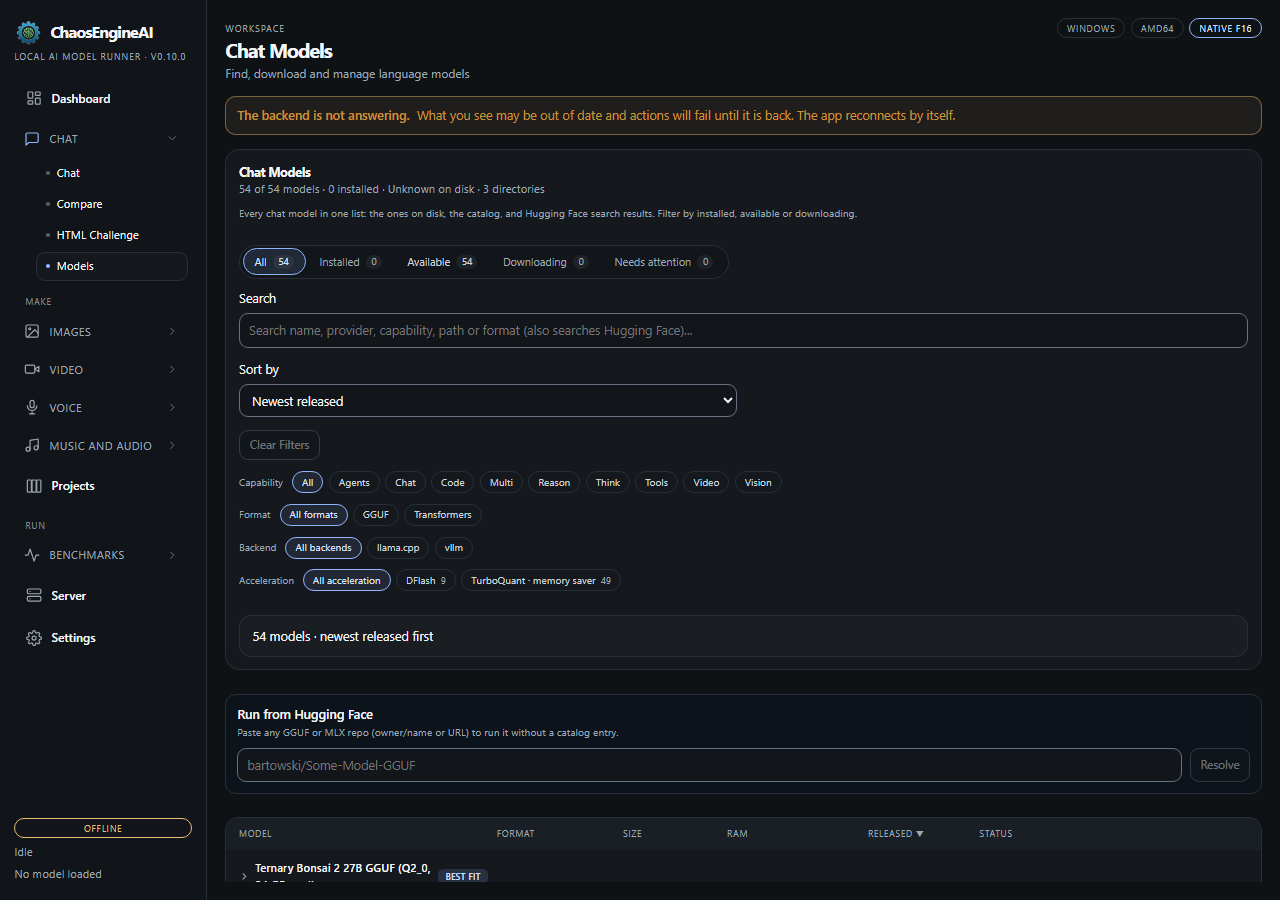 ChaosEngineAI
LOCAL AI MODEL RUNNER · V0.10.0
Dashboard
CHAT
Chat
Compare
HTML Challenge
Models
MAKE
IMAGES
VIDEO
VOICE
MUSIC AND AUDIO
Projects
RUN
BENCHMARKS
Server
Settings
OFFLINE
Idle
No model loaded
WORKSPACE
Chat Models
Find, download and manage language models
WINDOWS AMD64 NATIVE F16
The backend is not answering. What you see may be out of date and actions will fail until it is back. The app reconnects by itself.
Chat Models
54 of 54 models · 0 installed · Unknown on disk · 3 directories
Every chat model in one list: the ones on disk, the catalog, and Hugging Face search results. Filter by installed, available or downloading.
All 54 Installed 0 Available 54 Downloading 0 Needs attention 0
Search
Search name, provider, capability, path or format (also searches Hugging Face)...
Sort by
Newest released
Clear Filters
Capability All Agents Chat Code Multi Reason Think Tools Video Vision
Format All formats GGUF Transformers
Backend All backends llama.cpp vllm
Acceleration All acceleration DFlash 9 TurboQuant · memory saver 49
54 models · newest released first
Run from Hugging Face
Paste any GGUF or MLX repo (owner/name or URL) to run it without a catalog entry.
bartowski/Some-Model-GGUF Resolve
MODEL FORMAT SIZE RAM RELEASED ▼ STATUS
Ternary Bonsai 2 27B GGUF (Q2_0,
BEST FIT